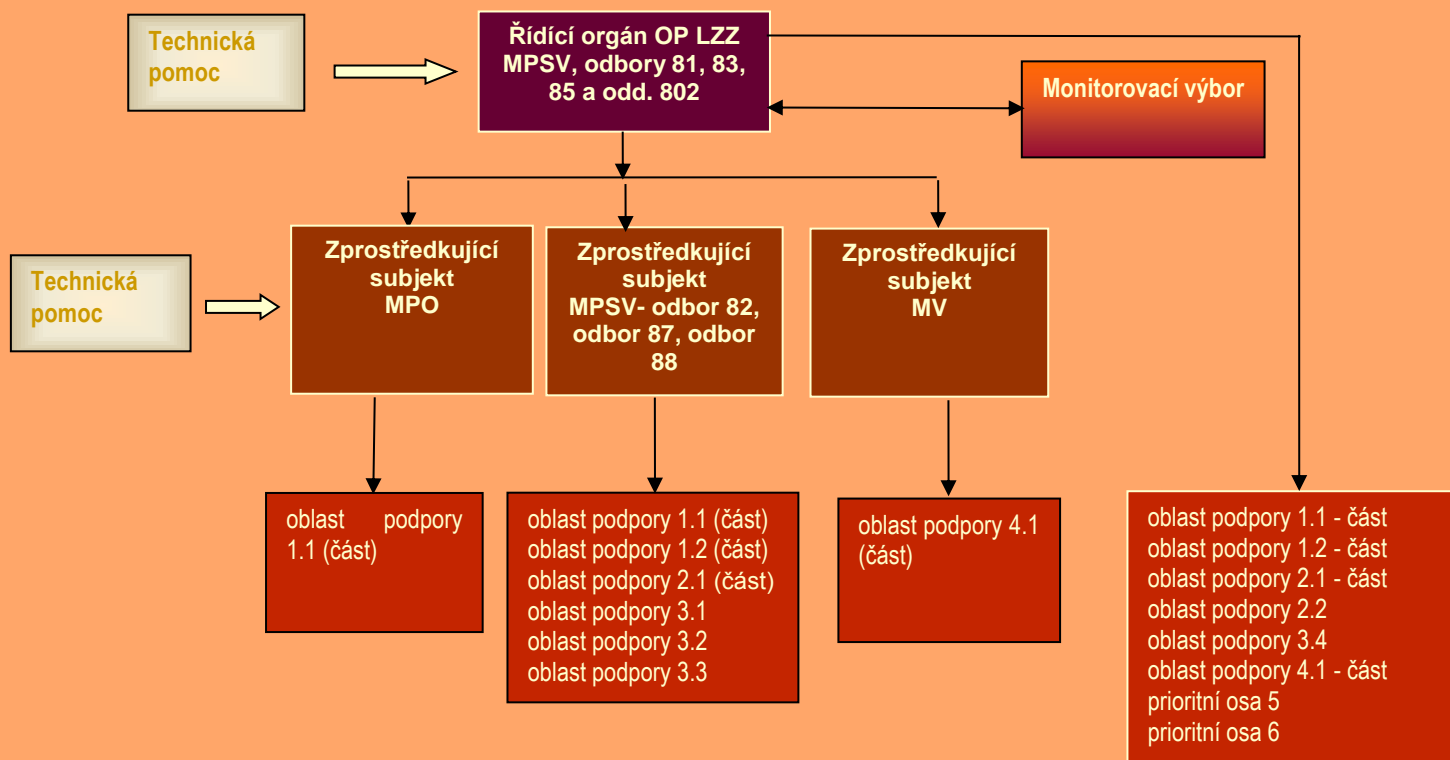 Technická
pomoc
Řídící orgán OP LZZ
MPSV, odbory 81, 83,
85 a odd. 802
Monitorovací výbor
Technická
pomoc
Zprostředkující
subjekt
MPO
Zprostředkující
subjekt
MPSV- odbor 82,
odbor 87, odbor
88
Zprostředkující
subjekt
MV
oblast podpory
1.1 (část)
oblast podpory 1.1 (část)
oblast podpory 1.2 (část)
oblast podpory 2.1 (část)
oblast podpory 3.1
oblast podpory 3.2
oblast podpory 3.3
oblast podpory 4.1
(část)
oblast podpory 1.1 - část
oblast podpory 1.2 - část
oblast podpory 2.1 - část
oblast podpory 2.2
oblast podpory 3.4
oblast podpory 4.1 - část
prioritní osa 5
prioritní osa 6